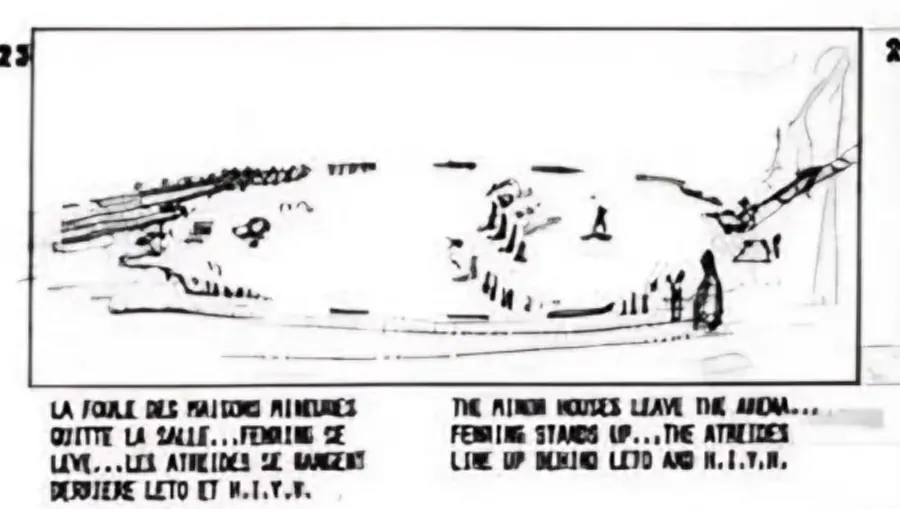 23
2
LA FOULE DES MAISONS MINEURES
QUITTE LA SALLE...FENRING SE
LEVE...LES ATREIDES SE RANGENT
DERRIERE LETO ET H.I.Y.H.
THE MINOR HOUSES LEAVE THE ARENA...
FENRING STANDS UP...THE ATREIDES
LINE UP BEHIND LETO AND H.I.Y.H.